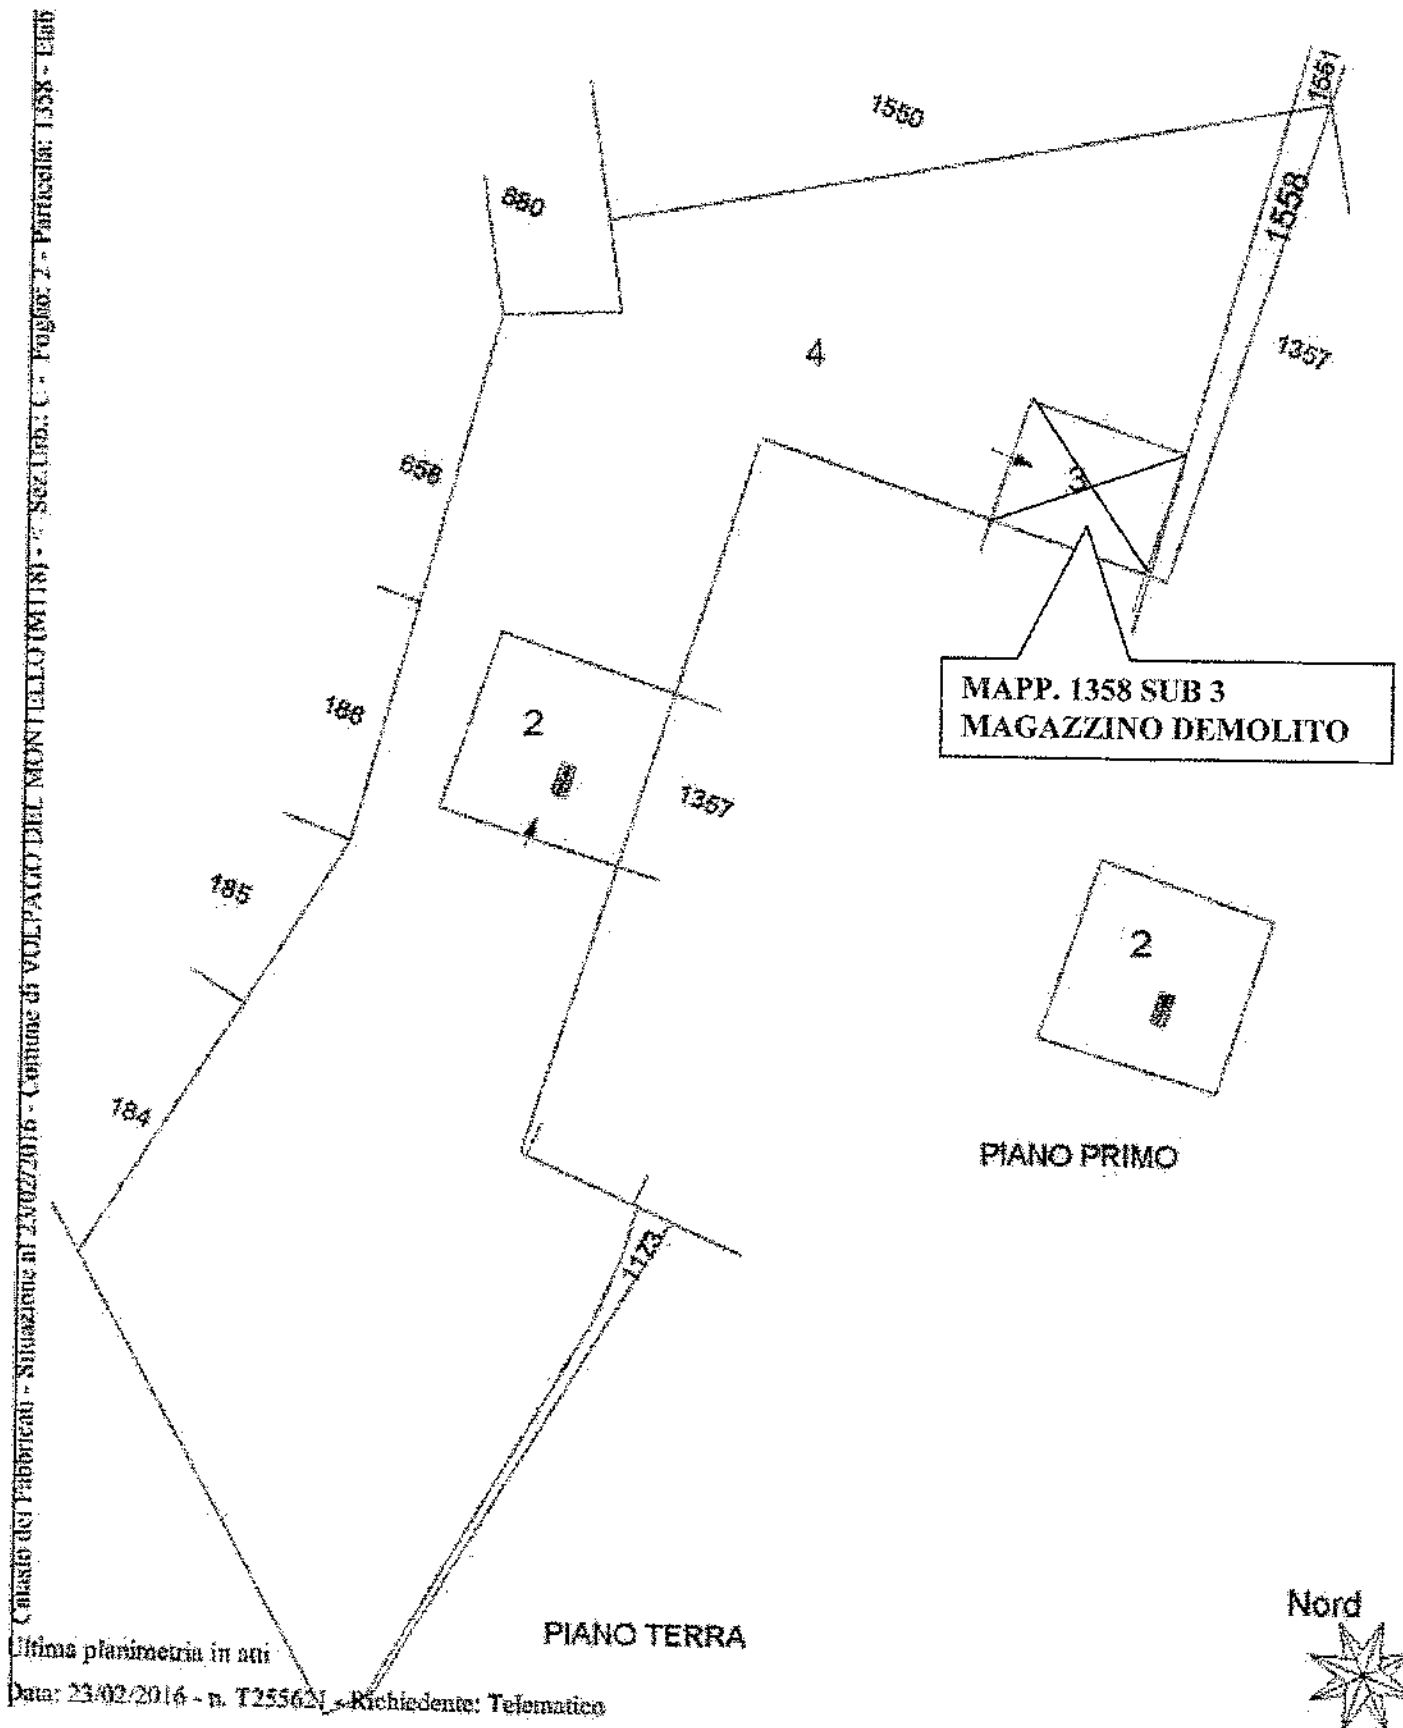 Catasto dei Fabbricati - Situazione al 23/02/2016 - Comune di VOLPAGO DEL MONTELLO (M118) - < Sez.Urb.: C - Foglio: 2 - Particella: 1358 - Elab
1551
1550
1558
660
1357
4
658
3
MAPP. 1358 SUB 3
MAGAZZINO DEMOLITO
186
2
1357
185
2
184
PIANO PRIMO
1173
Nord
PIANO TERRA
Ultima planimetria in atti
Data: 23/02/2016 - n. T255621 - Richiedente: Telematico